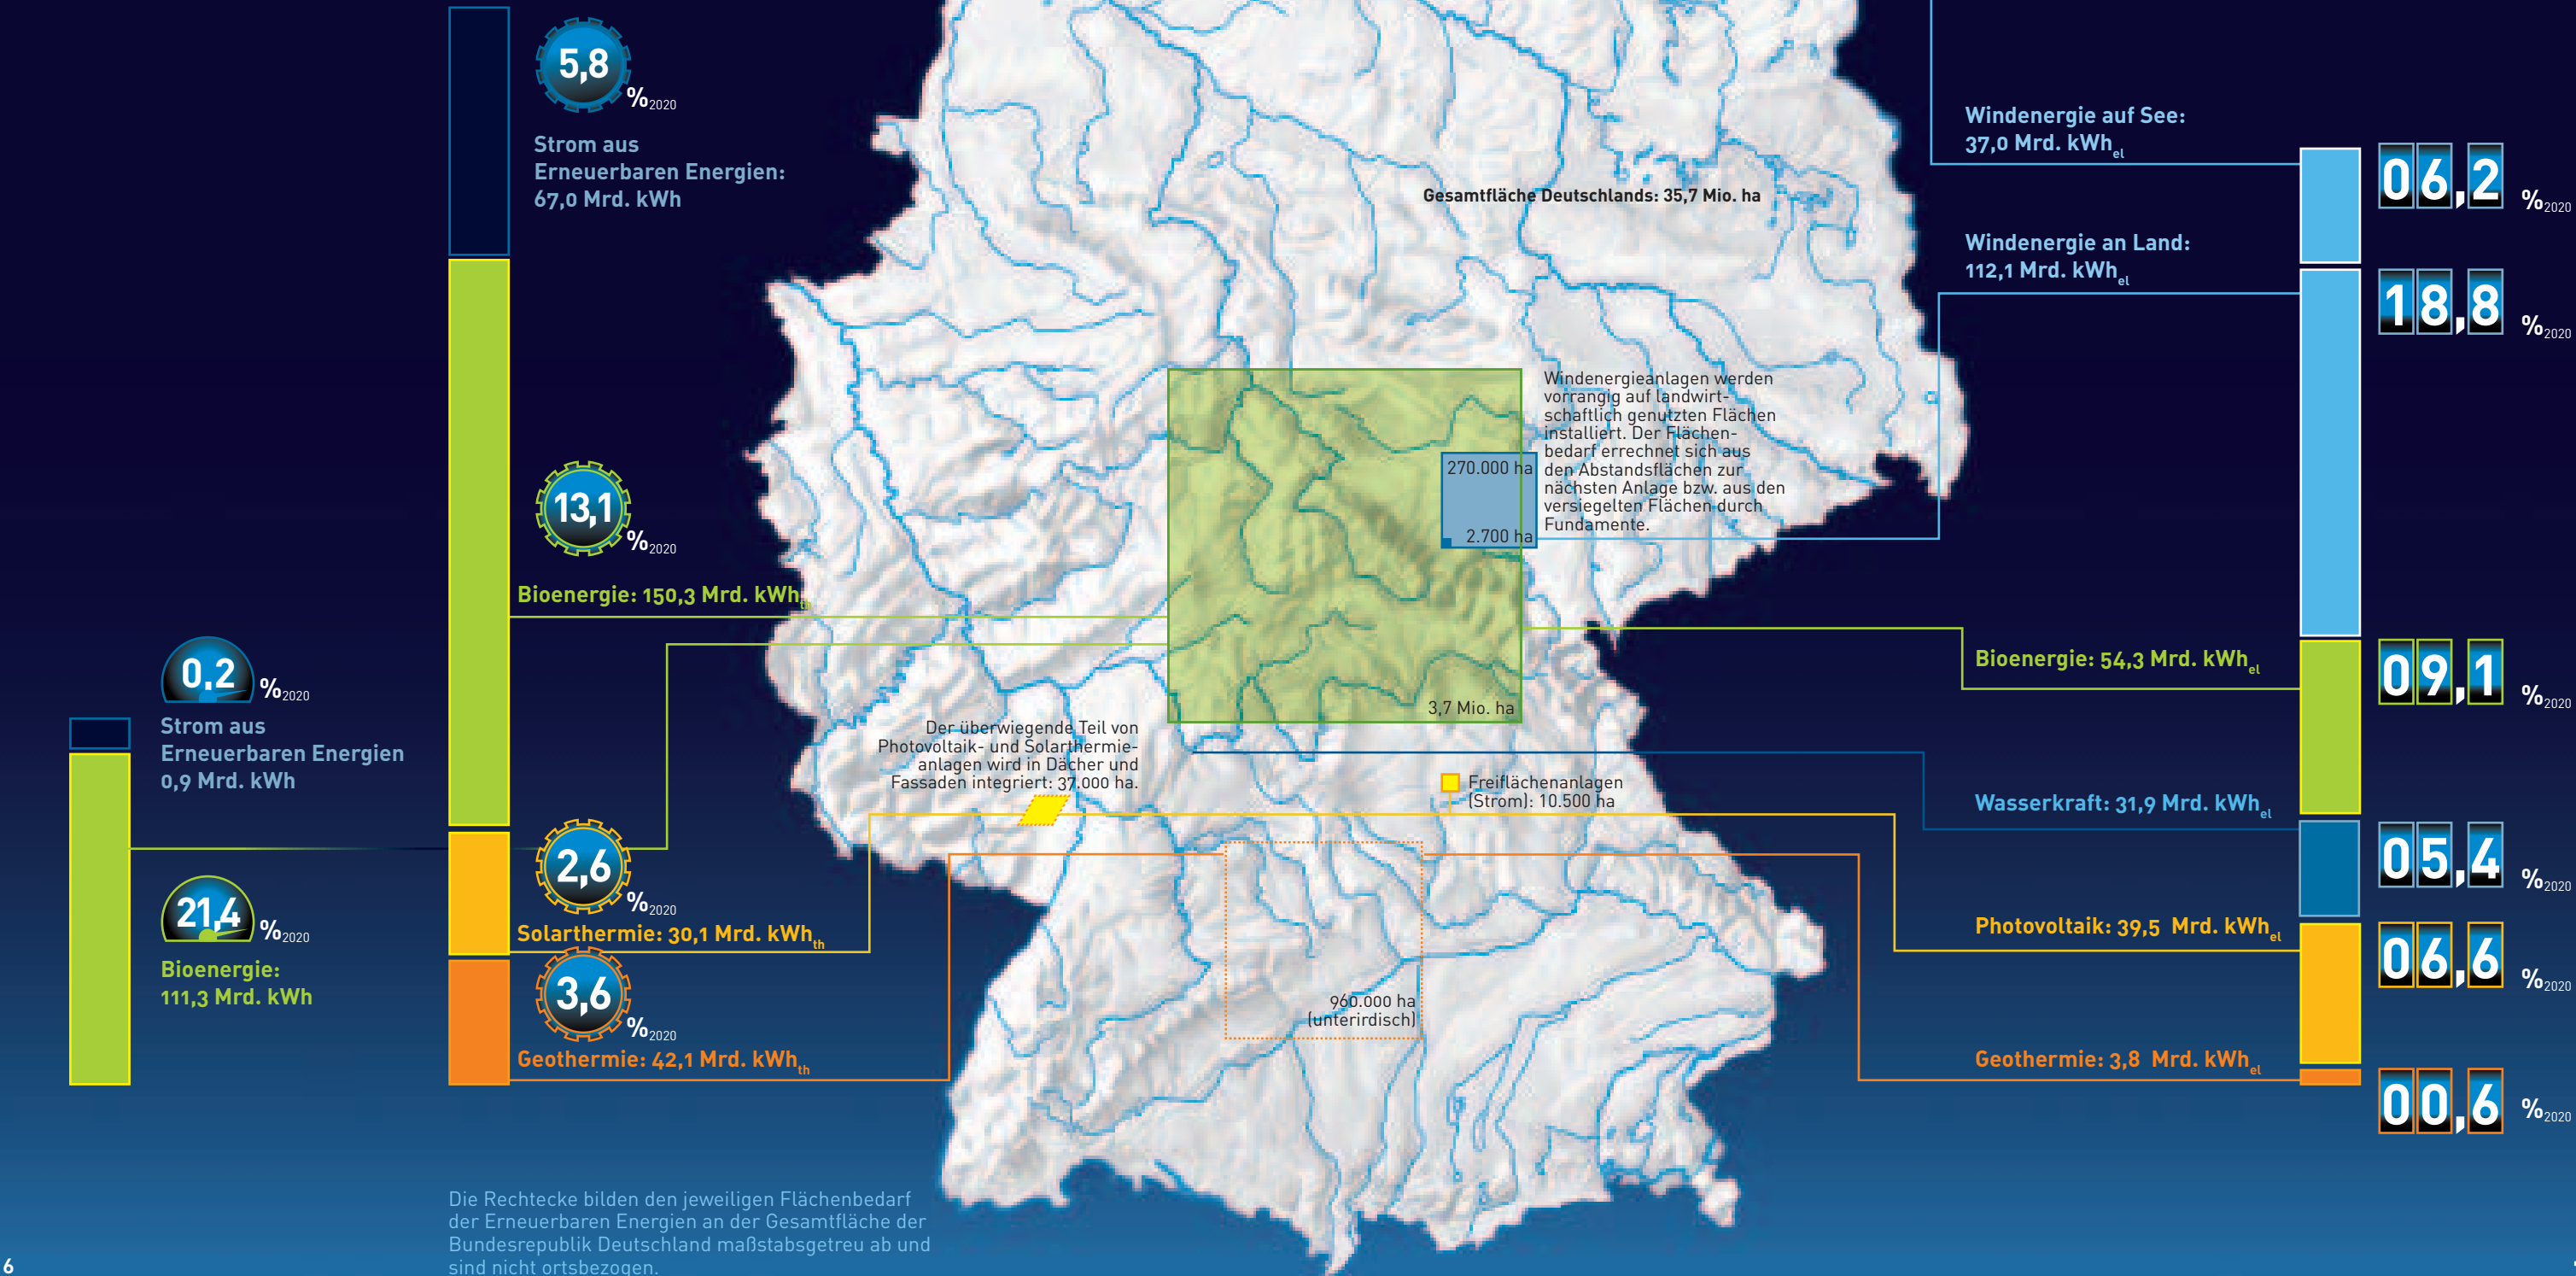 5,8
%2020
Strom aus
Erneuerbaren Energien:
67,0 Mrd. kWh
13,1
%2020
Bioenergie: 150,3 Mrd. kWhth
0,2
%2020
Strom aus
Erneuerbaren Energien
0,9 Mrd. kWh
21,4
%2020
Bioenergie:
111,3 Mrd. kWh
2,6
%2020
Solarthermie: 30,1 Mrd. kWhth
3,6
%2020
Geothermie: 42,1 Mrd. kWhth
Gesamtfläche Deutschlands: 35,7 Mio. ha
Windenergieanlagen werden
vorrangig auf landwirt-
schaftlich genutzten Flächen
installiert. Der Flächen-
bedarf errechnet sich aus
den Abstandsflächen zur
nächsten Anlage bzw. aus den
versiegelten Flächen durch
Fundamente.
270.000 ha
2.700 ha
3,7 Mio. ha
Der überwiegende Teil von
Photovoltaik- und Solarthermie-
anlagen wird in Dächer und
Fassaden integriert: 37.000 ha.
Freiflächenanlagen
(Strom): 10.500 ha
960.000 ha
(unterirdisch)
Windenergie auf See:
37,0 Mrd. kWhel
06,2 %2020
Windenergie an Land:
112,1 Mrd. kWhel
18,8 %2020
Bioenergie: 54,3 Mrd. kWhel
09,1 %2020
Wasserkraft: 31,9 Mrd. kWhel
05,4 %2020
Photovoltaik: 39,5 Mrd. kWhel
06,6 %2020
Geothermie: 3,8 Mrd. kWhel
00,6 %2020
Die Rechtecke bilden den jeweiligen Flächenbedarf
der Erneuerbaren Energien an der Gesamtfläche der
Bundesrepublik Deutschland maßstabsgetreu ab und
sind nicht ortsbezogen.
6